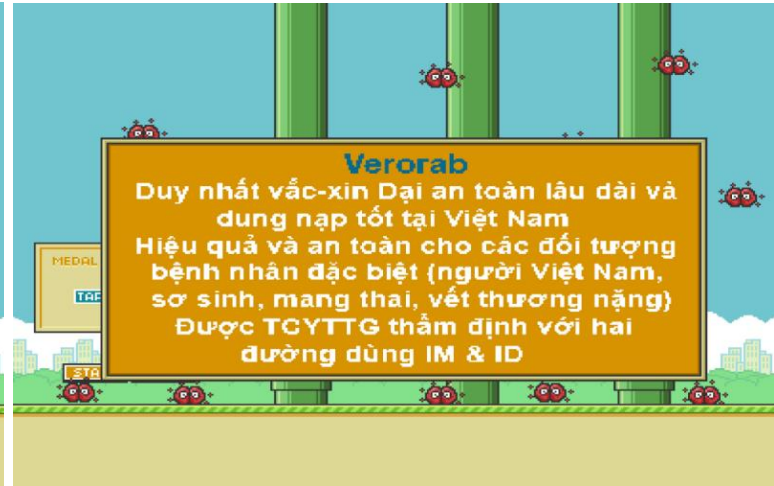 Verorab
Duy nhất vắc-xin Dại an toàn lâu dài và
dung nạp tốt tại Việt Nam
Hiệu quả và an toàn cho các đối tượng
bệnh nhân đặc biệt (người Việt Nam,
sơ sinh, mang thai, vết thương nặng)
Được TCYTTG thẩm định với hai
đường dùng IM & ID
MEDAL